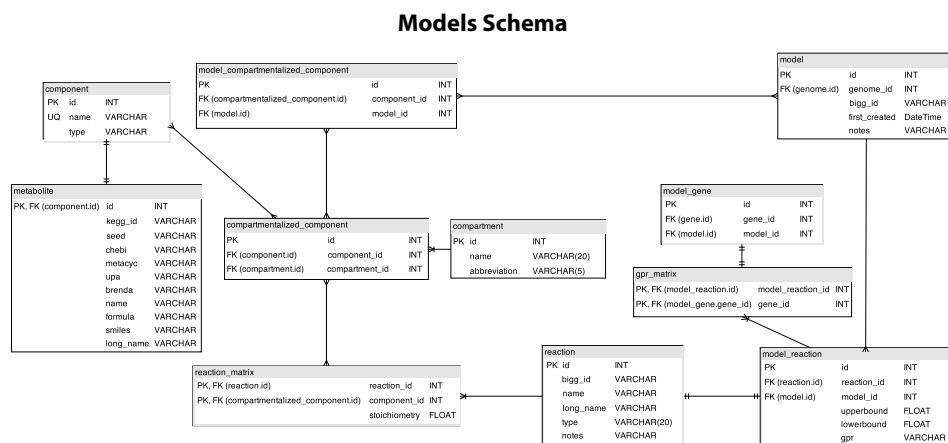 Models Schema
model_compartmentalized_component
PK id INT
FK (compartmentalized_component.id) component_id INT
FK (model.id) model_id INT
model
PK id INT
FK (genome.id) genome_id INT
bigg_id VARCHAR
first_created DateTime
notes VARCHAR
component
PK id INT
UQ name VARCHAR
type VARCHAR
metabolite
PK, FK (component.id) id INT
kegg_id VARCHAR
seed VARCHAR
chebi VARCHAR
metacyc VARCHAR
upa VARCHAR
brenda VARCHAR
name VARCHAR
formula VARCHAR
smiles VARCHAR
long_name VARCHAR
compartmentalized_component
PK id INT
FK (component.id) component_id INT
FK (compartment.id) compartment_id INT
compartment
PK id INT
name VARCHAR(20)
abbreviation VARCHAR(5)
model_gene
PK id INT
FK (gene.id) gene_id INT
FK (model.id) model_id INT
gpr_matrix
PK, FK (model_reaction.id) model_reaction_id INT
PK, FK (model_gene.gene_id) gene_id INT
reaction_matrix
PK, FK (reaction.id) reaction_id INT
PK, FK (compartmentalized_component.id) component_id INT
stoichiometry FLOAT
reaction
PK id INT
bigg_id VARCHAR
name VARCHAR
long_name VARCHAR
type VARCHAR(20)
notes VARCHAR
model_reaction
PK id INT
FK (reaction.id) reaction_id INT
FK (model.id) model_id INT
upperbound FLOAT
lowerbound FLOAT
gpr VARCHAR